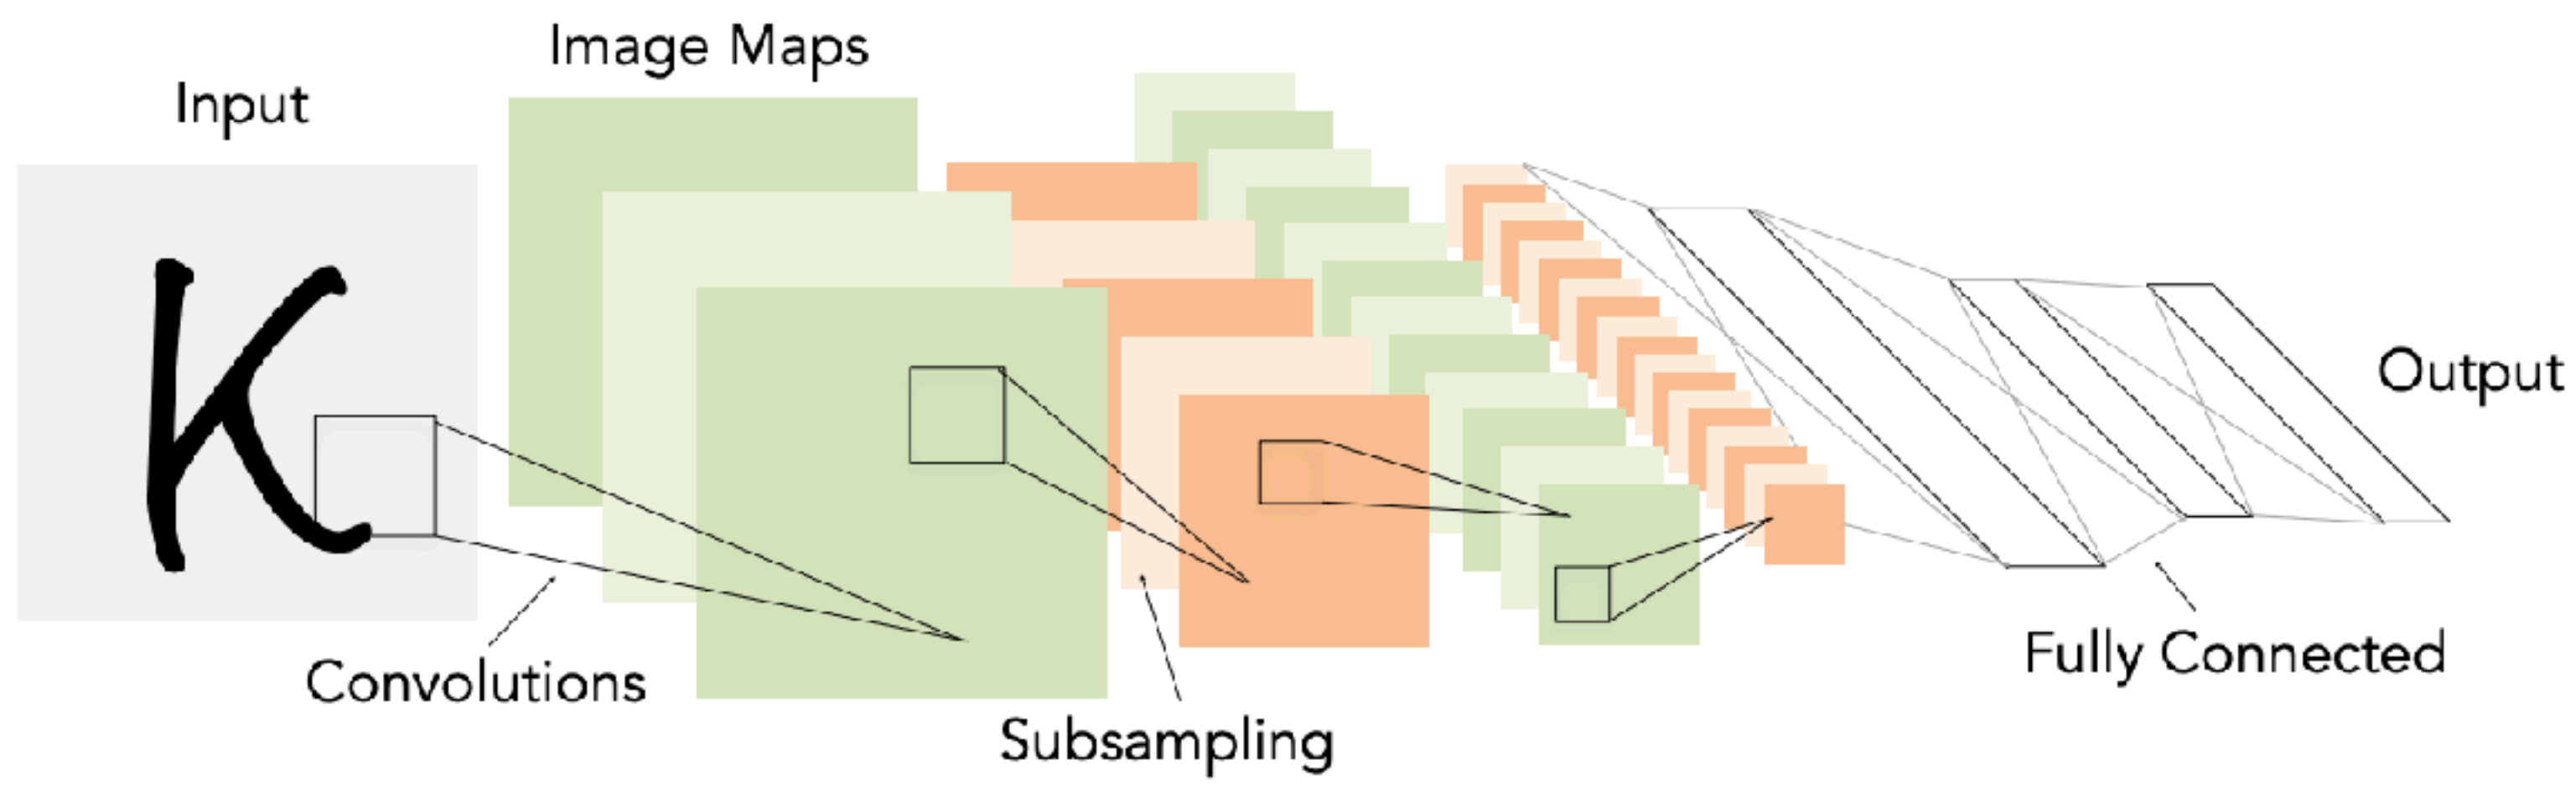 Image Maps
Input
K
Output
Convolutions
Fully Connected
Subsampling